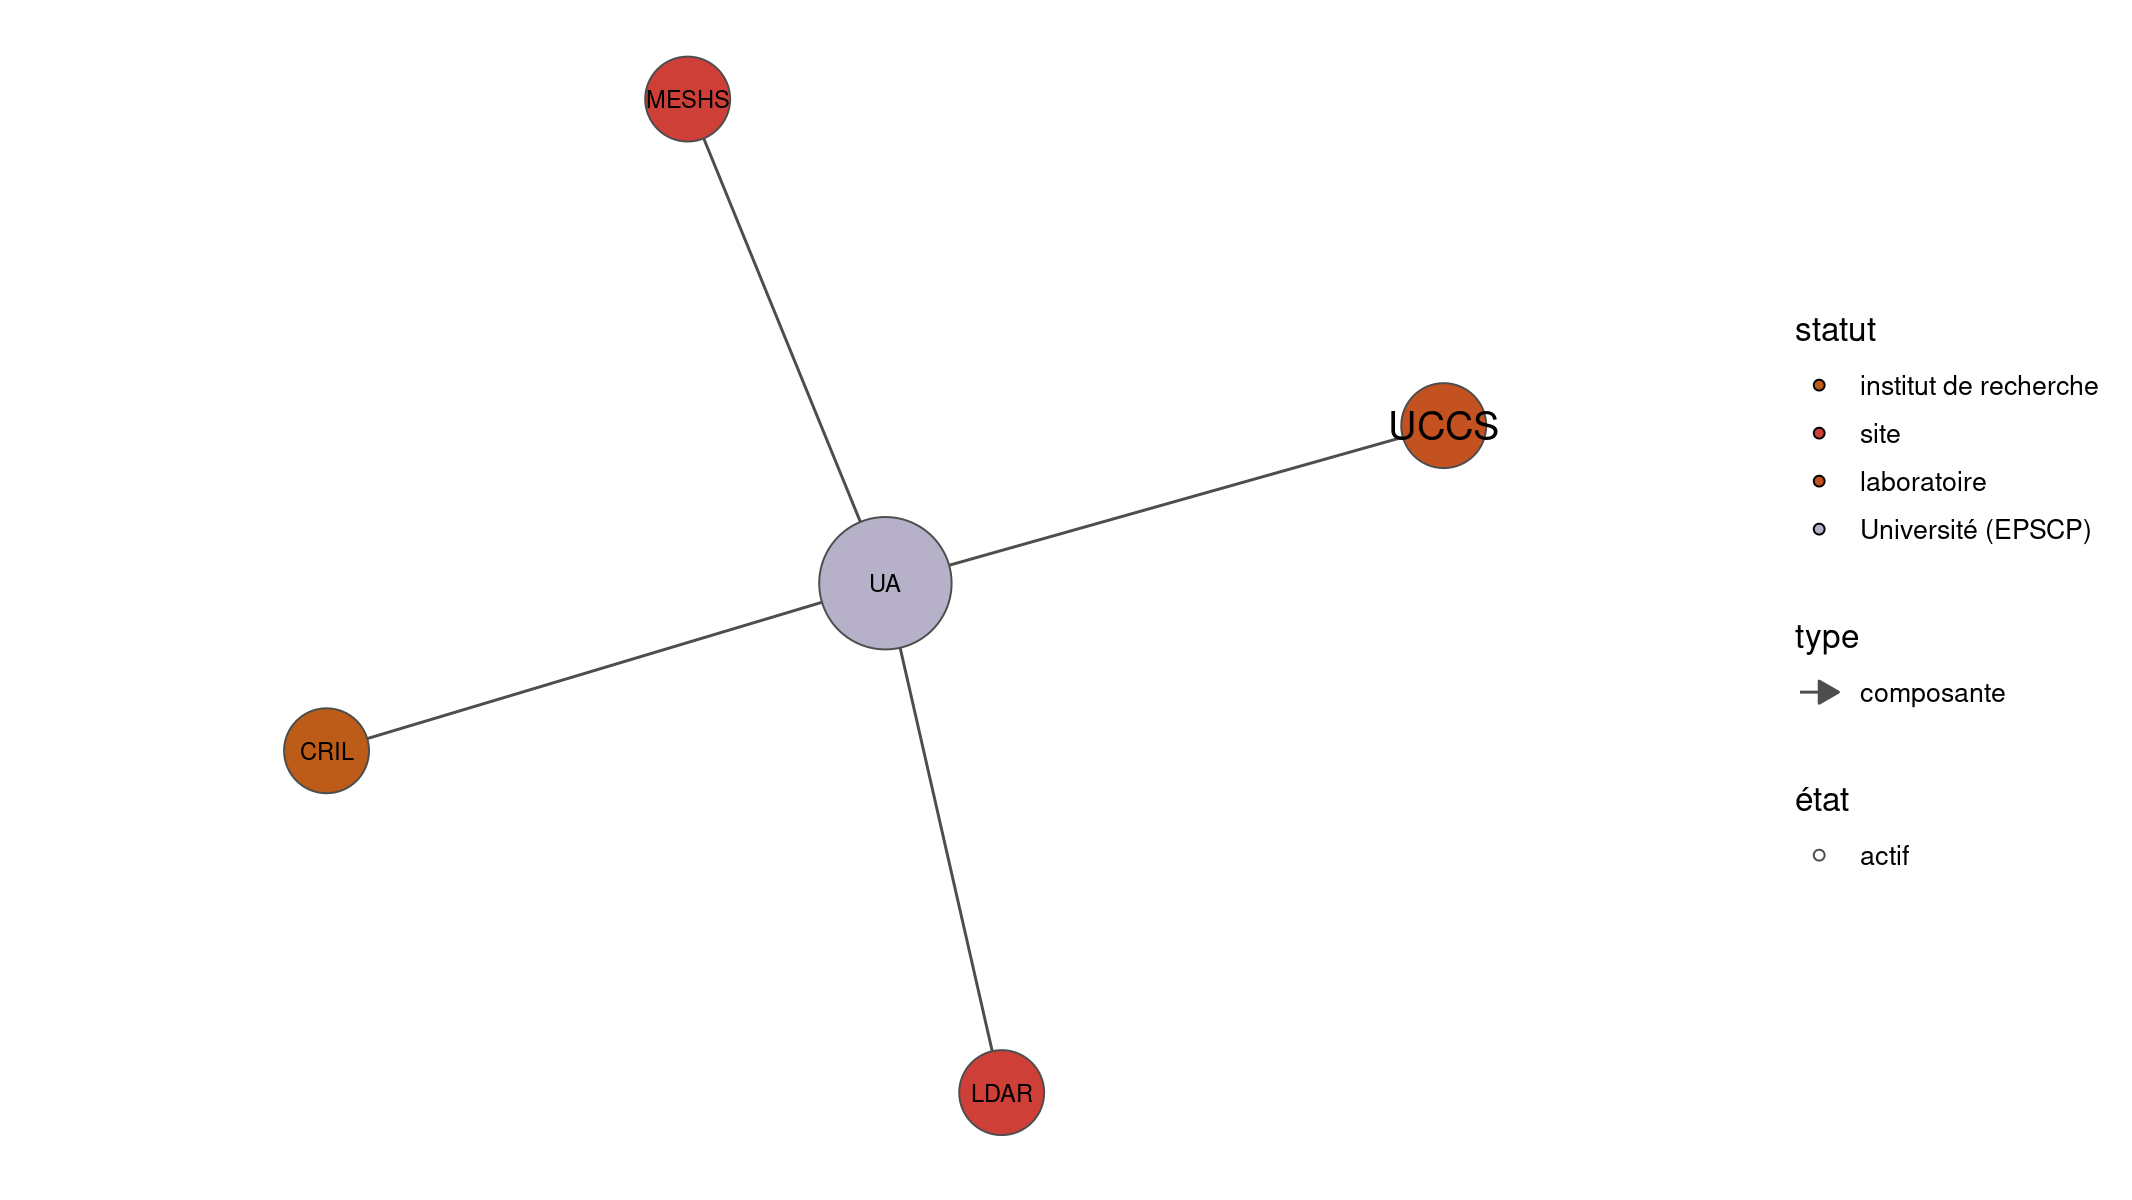 MESHS
UCCS
UA
CRIL
LDAR
statut
institut de recherche
site
laboratoire
Université (EPSCP)
type
composante
état
actif